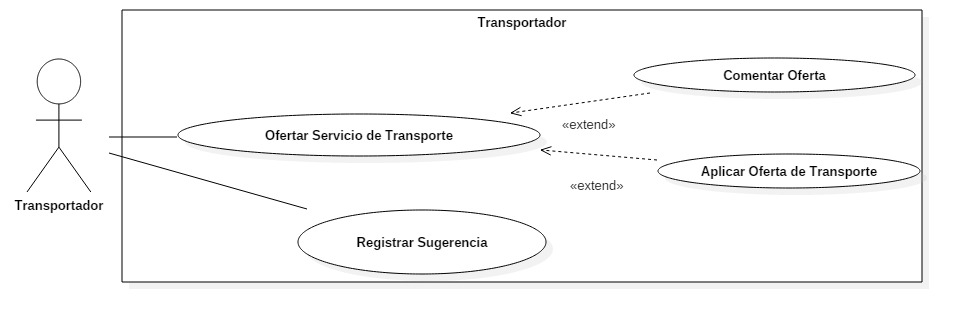 Transportador
Comentar Oferta
«extend»
Ofertar Servicio de Transporte
Aplicar Oferta de Transporte
«extend»
Transportador
Registrar Sugerencia